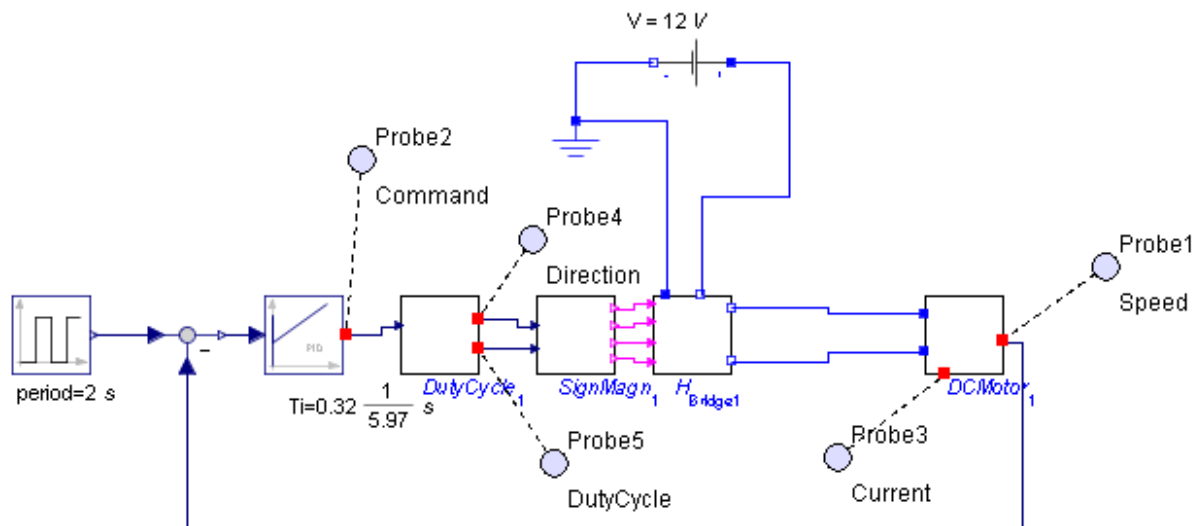 V = 12 V
Probe2
Command
Probe4
Direction
Probe1
Speed
PID
period=2 s
Ti=0.32 1/5.97 s
DutyCycle1
SignMagn1
HBridge1
DCMotor1
Probe5
DutyCycle
Probe3
Current